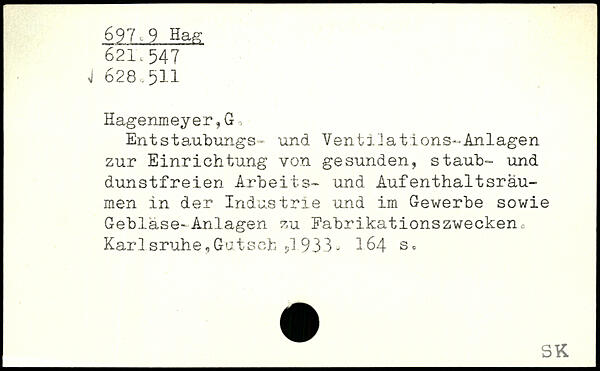 697.9 Hag
621.547
√ 628.511
Hagenmeyer,G.
Entstaubungs- und Ventilations-Anlagen
zur Einrichtung von gesunden, staub- und
dunstfreien Arbeits- und Aufenthaltsräu-
men in der Industrie und im Gewerbe sowie
Gebläse-Anlagen zu Fabrikationszwecken.
Karlsruhe,Gutsch,1933. 164 s.
SK